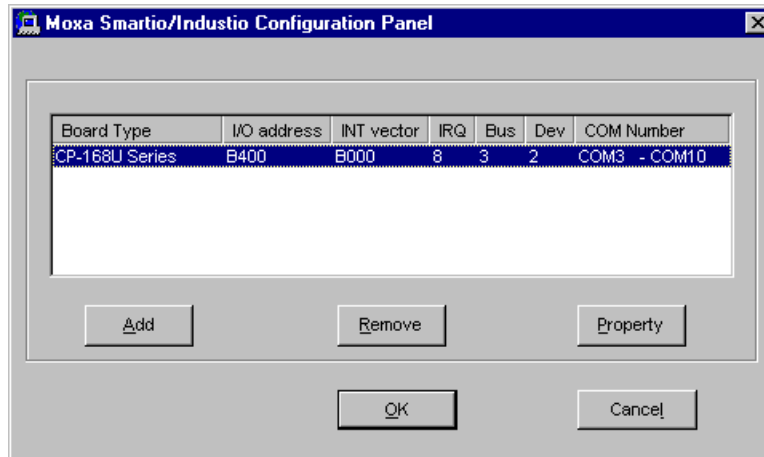 Moxa Smartio/Industio Configuration Panel
Board Type I/O address INT vector IRQ Bus Dev COM Number
CP-168U Series B400 B000 8 3 2 COM3 - COM10
Add Remove Property
OK Cancel